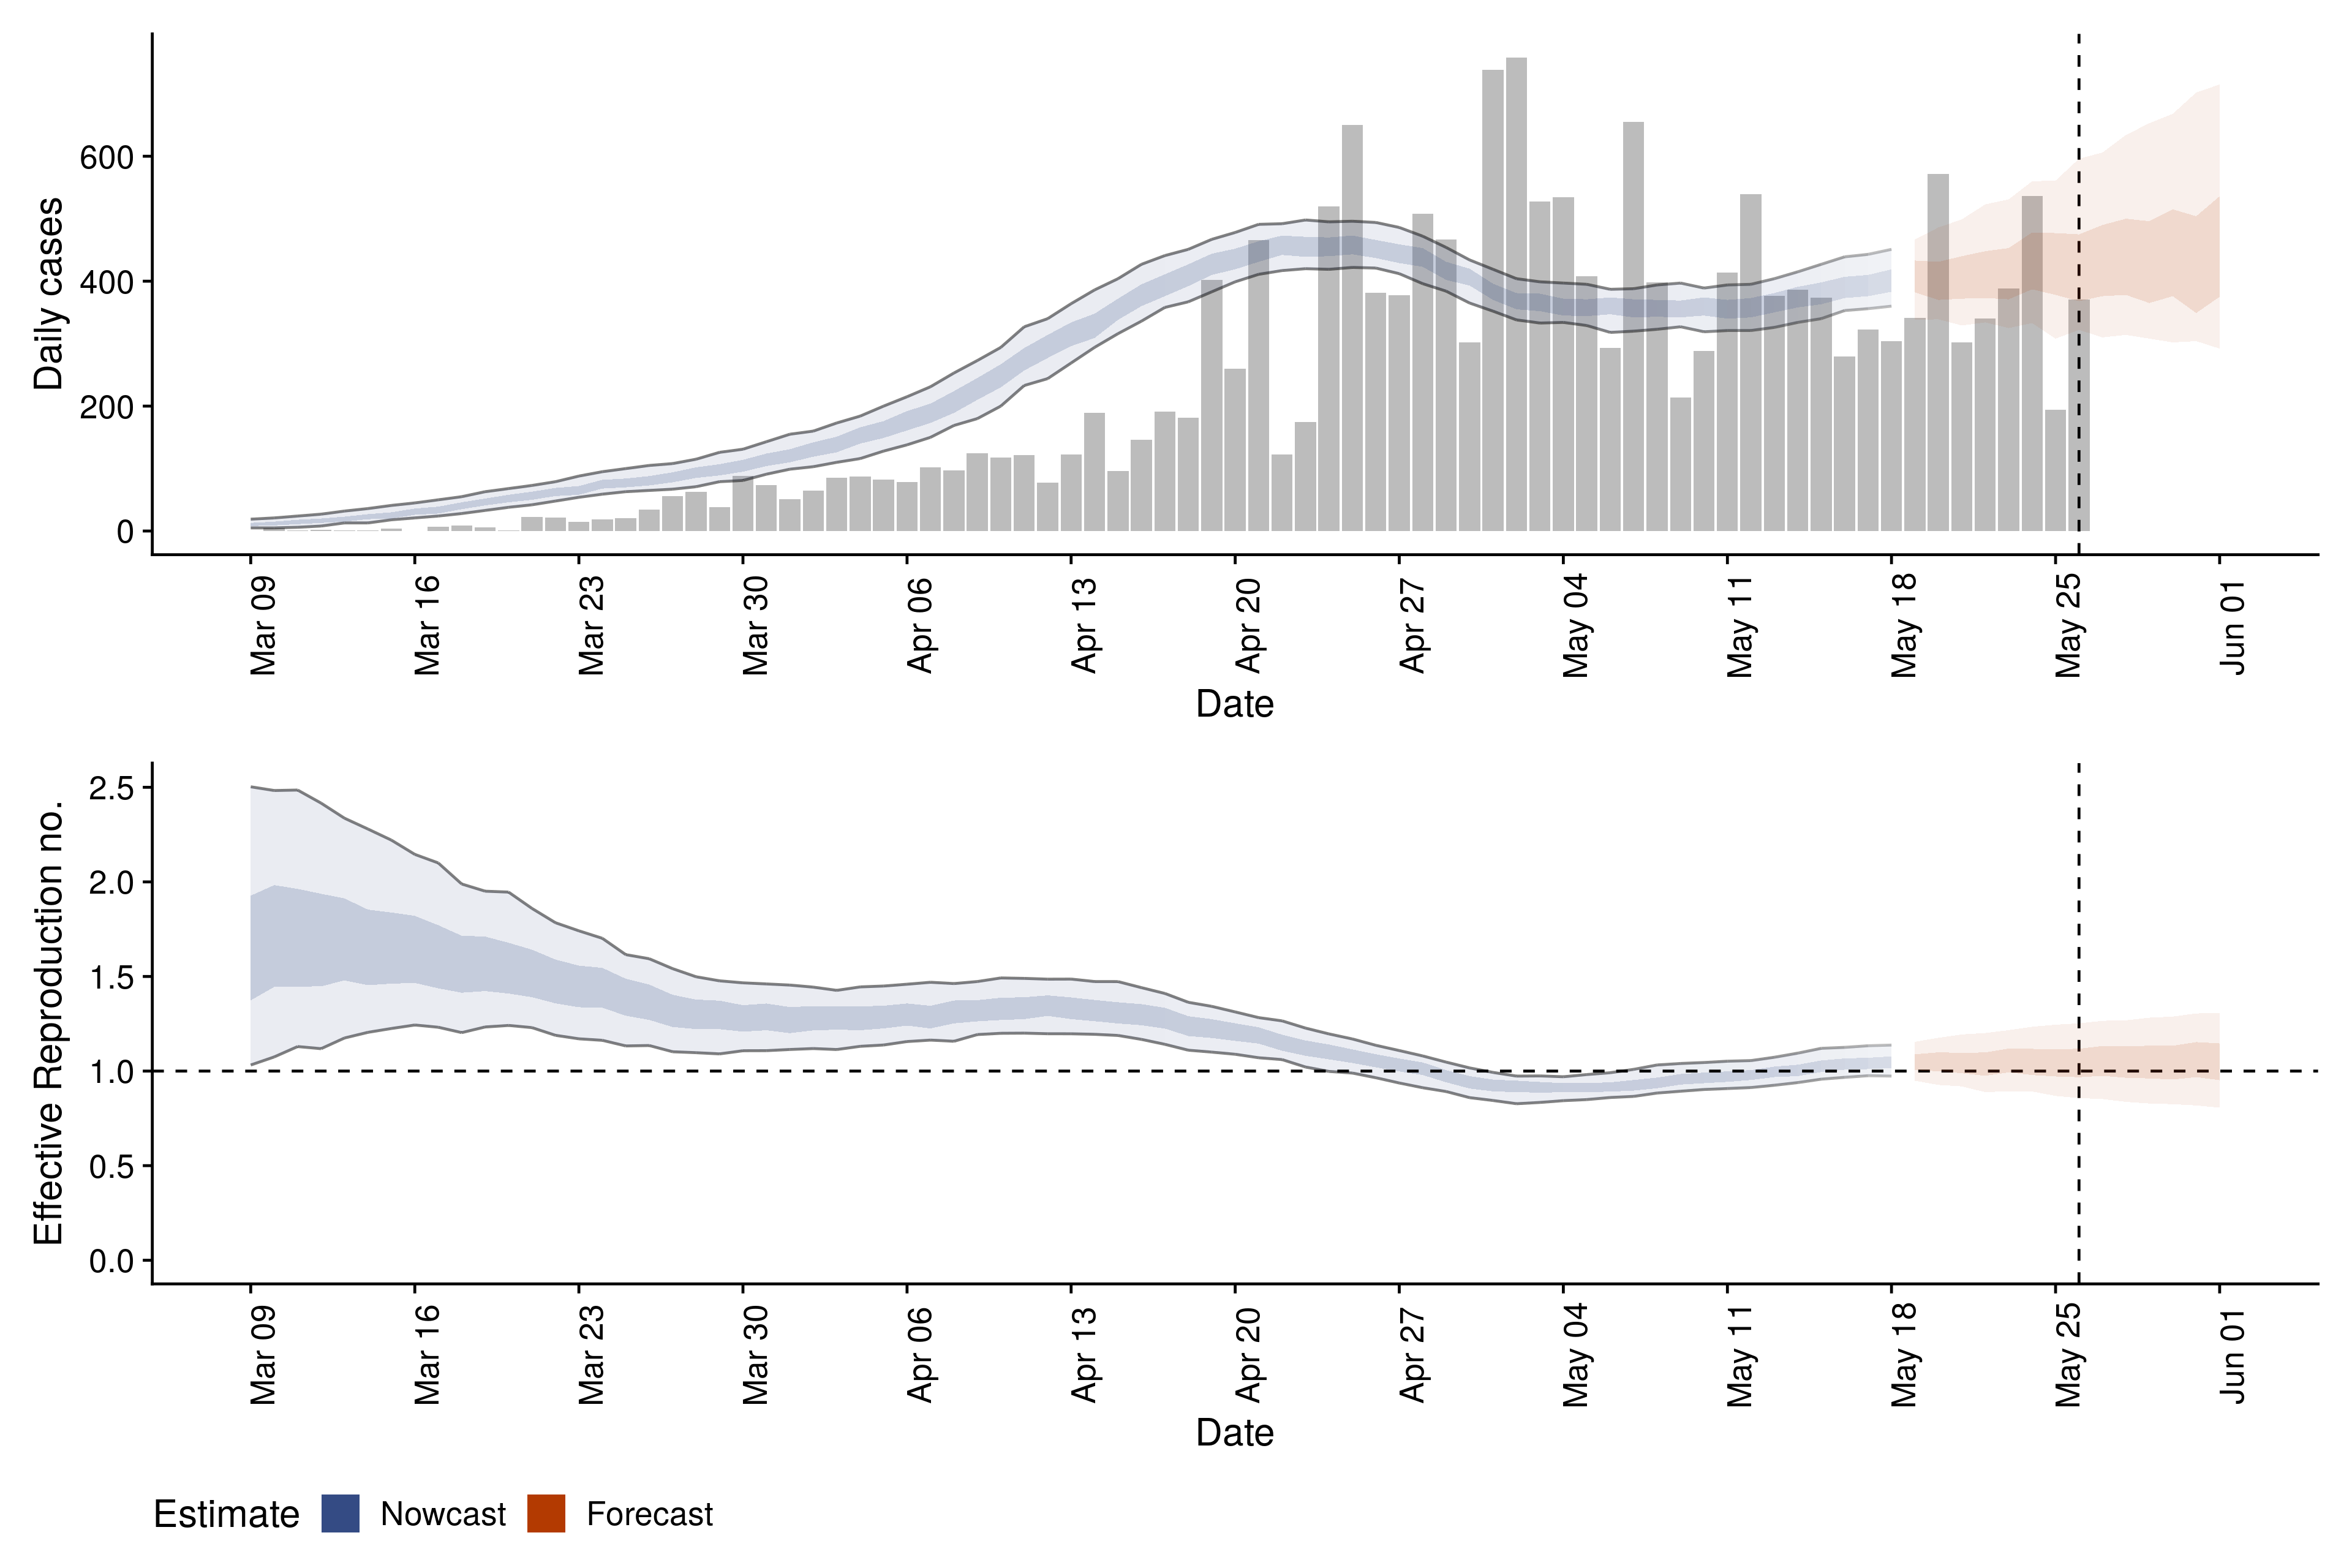 Daily cases
600
400
200
0
Mar 09
Mar 16
Mar 23
Mar 30
Apr 06
Apr 13
Apr 20
Apr 27
May 04
May 11
May 18
May 25
Jun 01
Date
Effective Reproduction no.
2.5
2.0
1.5
1.0
0.5
0.0
Mar 09
Mar 16
Mar 23
Mar 30
Apr 06
Apr 13
Apr 20
Apr 27
May 04
May 11
May 18
May 25
Jun 01
Date
Estimate Nowcast Forecast